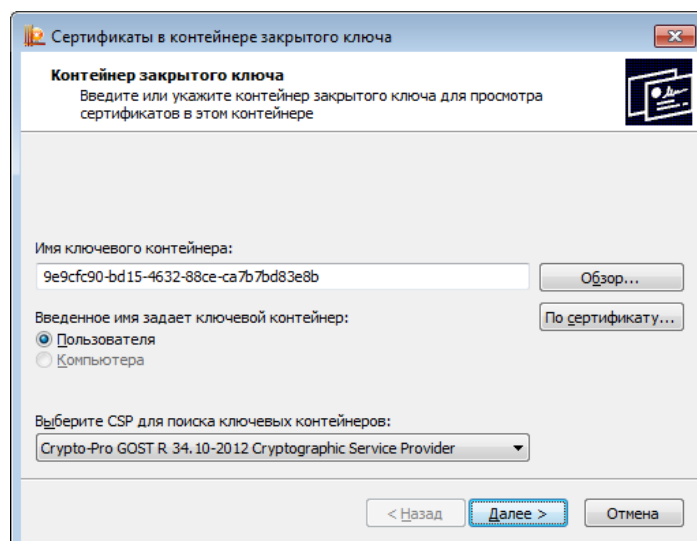 Сертификаты в контейнере закрытого ключа
Контейнер закрытого ключа
Введите или укажите контейнер закрытого ключа для просмотра
сертификатов в этом контейнере
Имя ключевого контейнера:
9e9cfc90-bd15-4632-88ce-ca7b7bd83e8b
Обзор...
Введенное имя задает ключевой контейнер:
По сертификату...
Пользователя
Компьютера
Выберите CSP для поиска ключевых контейнеров:
Crypto-Pro GOST R 34.10-2012 Cryptographic Service Provider
< Назад
Далее >
Отмена